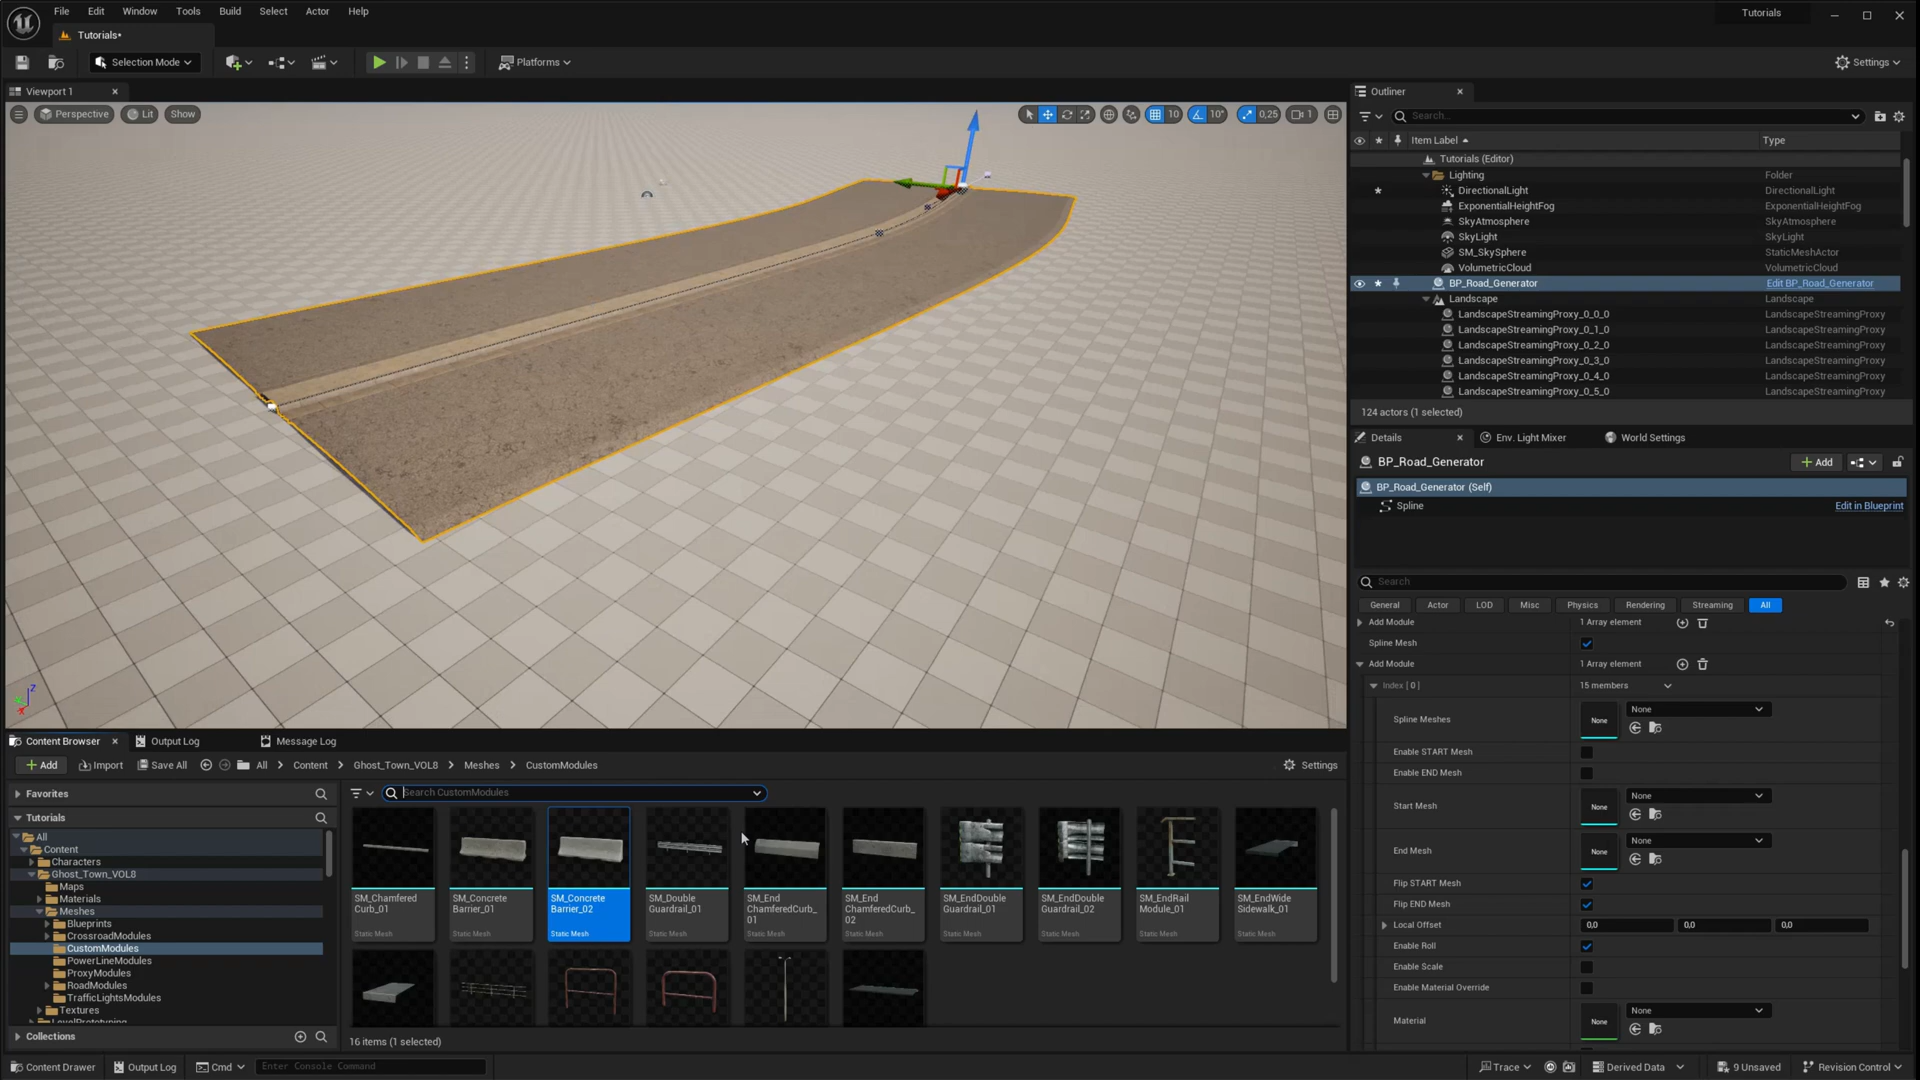 File Edit Window Tools Build Select Actor Help
Tutorials
Tutorials•
Selection Mode
Platforms
Settings
Viewport 1
Perspective Lit Show
10 10° 0,25 1
Z
X
Outliner
Search...
Item Label Type
Tutorials (Editor)
Lighting Folder
DirectionalLight DirectionalLight
ExponentialHeightFog ExponentialHeightFog
SkyAtmosphere SkyAtmosphere
SkyLight SkyLight
SM_SkySphere StaticMeshActor
VolumetricCloud VolumetricCloud
BP_Road_Generator Edit BP_Road_Generator
Landscape Landscape
LandscapeStreamingProxy_0_0_0 LandscapeStreamingProxy
LandscapeStreamingProxy_0_1_0 LandscapeStreamingProxy
LandscapeStreamingProxy_0_2_0 LandscapeStreamingProxy
LandscapeStreamingProxy_0_3_0 LandscapeStreamingProxy
LandscapeStreamingProxy_0_4_0 LandscapeStreamingProxy
LandscapeStreamingProxy_0_5_0 LandscapeStreamingProxy
124 actors (1 selected)
Details Env. Light Mixer World Settings
BP_Road_Generator
Add
BP_Road_Generator (Self)
Spline Edit in Blueprint
Search
General Actor LOD Misc Physics Rendering Streaming All
Add Module 1 Array element
Spline Mesh
Add Module 1 Array element
Index [ 0 ] 15 members
Spline Meshes None None
Enable START Mesh
Enable END Mesh
Start Mesh None None
End Mesh None None
Flip START Mesh
Flip END Mesh
Local Offset 0,0 0,0 0,0
Enable Roll
Enable Scale
Enable Material Override
Material None None
Content Browser Output Log Message Log
Add Import Save All All Content Ghost_Town_VOL8 Meshes CustomModules Settings
Favorites
Tutorials
All
Content
Characters
Ghost_Town_VOL8
Maps
Materials
Meshes
Blueprints
CrossroadModules
CustomModules
PowerLineModules
ProxyModules
RoadModules
TrafficLightsModules
Textures
LevelPrototyping
Collections
Search CustomModules
SM_Chamfered
Curb_01
Static Mesh
SM_Concrete
Barrier_01
Static Mesh
SM_Concrete
Barrier_02
Static Mesh
SM_Double
Guardrail_01
Static Mesh
SM_End
ChamferedCurb_
01
Static Mesh
SM_End
ChamferedCurb_
02
Static Mesh
SM_EndDouble
Guardrail_01
Static Mesh
SM_EndDouble
Guardrail_02
Static Mesh
SM_EndRail
Module_01
Static Mesh
SM_EndWide
Sidewalk_01
Static Mesh
16 items (1 selected)
Content Drawer Output Log Cmd Enter Console Command
Trace Derived Data 9 Unsaved Revision Control